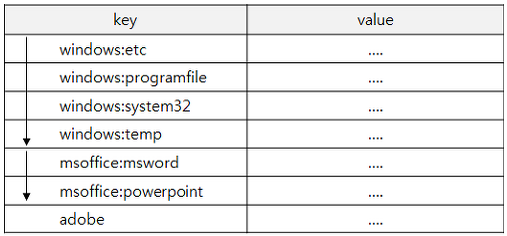 key value
windows:etc ....
windows:programfile ....
windows:system32 ....
windows:temp ....
msoffice:msword ....
msoffice:powerpoint ....
adobe ....